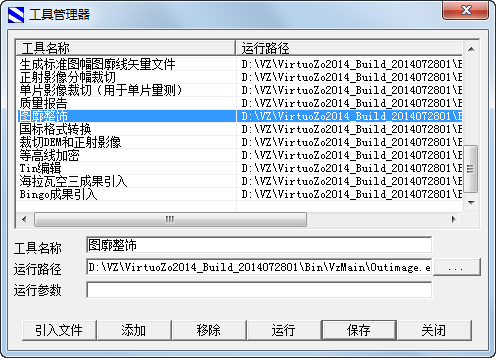 工具管理器
工具名称 运行路径
生成标准图幅图廓线矢量文件 D:\VZ\VirtuoZo2014_Build_2014072801\B
正射影像分幅裁切 D:\VZ\VirtuoZo2014_Build_2014072801\B
单片影像裁切（用于单片量测） D:\VZ\VirtuoZo2014_Build_2014072801\B
质量报告 D:\VZ\VirtuoZo2014_Build_2014072801\B
图廓整饰 D:\VZ\VirtuoZo2014_Build_2014072801\B
国标格式转换 D:\VZ\VirtuoZo2014_Build_2014072801\B
裁切DEM和正射影像 D:\VZ\VirtuoZo2014_Build_2014072801\B
等高线加密 D:\VZ\VirtuoZo2014_Build_2014072801\B
Tin编辑 D:\VZ\VirtuoZo2014_Build_2014072801\B
海拉瓦空三成果引入 D:\VZ\VirtuoZo2014_Build_2014072801\B
Bingo成果引入 D:\VZ\VirtuoZo2014_Build_2014072801\B
工具名称 图廓整饰
运行路径 D:\VZ\VirtuoZo2014_Build_2014072801\Bin\VzMain\Outimage.e ...
运行参数
引入文件 添加 移除 运行 保存 关闭